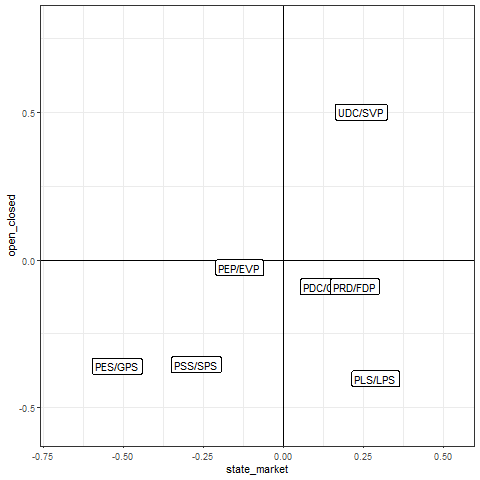 UDC/SVP
0.5
open_closed
0.0
PEP/EVP
PRD/FDP
PES/GPS
PSS/SPS
PLS/LPS
-0.5
-0.75 -0.50 -0.25 0.00 0.25 0.50
state_market